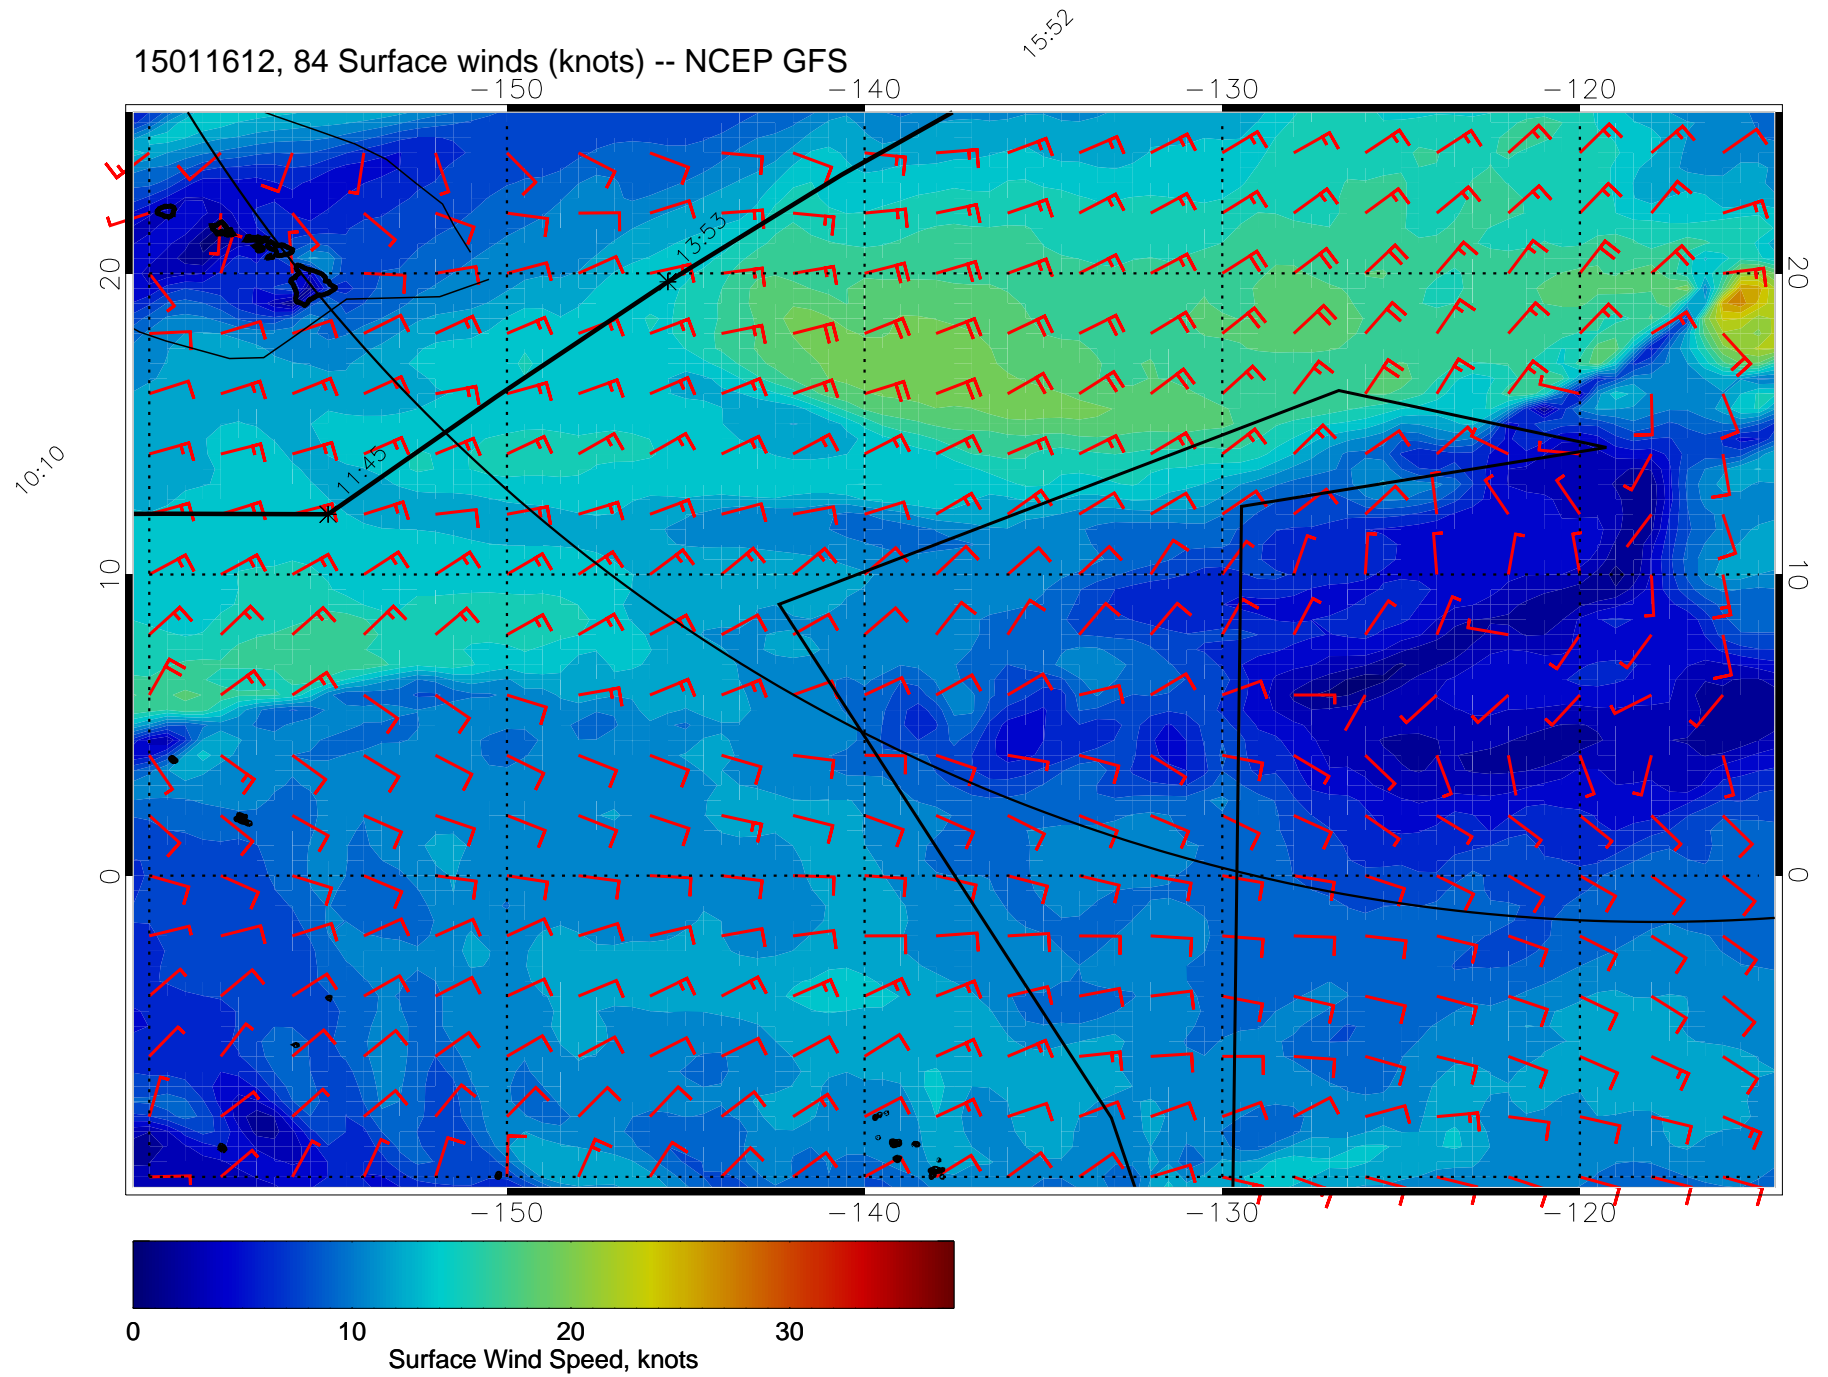 15:52
15011612, 84 Surface winds (knots) -- NCEP GFS
-150 -140 -130 -120
13:53
20 20
11:45
10:10
10 10
0 0
-150 -140 -130 -120
0 10 20 30
Surface Wind Speed, knots